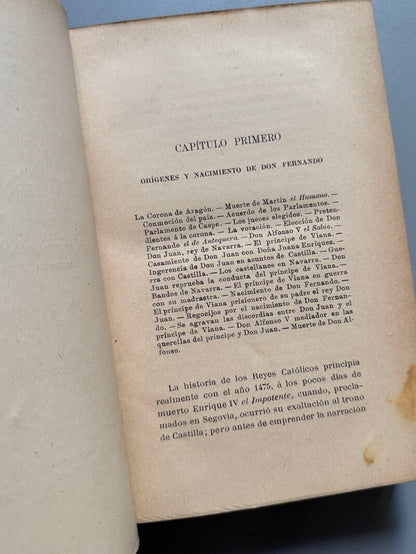 CAPÍTULO PRIMERO
ORÍGENES Y NACIMIENTO DE DON FERNANDO
La Corona de Aragón. — Muerte de Martín el Humano. —
Conmoción del país. — Acuerdo de los Parlamentos. —
Parlamento de Caspe. — Los jueces elegidos. — Preten-
dientes á la corona. — La votación. — Elección de Don
Fernando el de Antequera. — Don Alfonso V el Sabio. —
Don Juan, rey de Navarra. — El príncipe de Viana. —
Casamiento de Don Juan con Doña Juana Enríquez. —
Ingerencia de Don Juan en asuntos de Castilla. — Gue-
rra con Castilla. — Los castellanos en Navarra. — Don
Juan reprueba la conducta del príncipe de Viana. —
Bandos de Navarra. — El príncipe de Viana en guerra
con su madrastra. — Nacimiento de Don Fernando. —
El príncipe de Viana prisionero de su padre el rey Don
Juan. — Regocijos por el nacimiento de Don Fernan-
do. — Se agravan las discordias entre Don Juan y el
príncipe de Viana. — Don Alfonso V mediador en las
querellas del príncipe y Don Juan. — Muerte de Don Al-
fonso.
La historia de los Reyes Católicos principia
realmente con el año 1475, á los pocos días de
muerto Enrique IV el Impotente, cuando, procla-
mados en Segovia, ocurrió su exaltación al trono
de Castilla; pero antes de emprender la narración